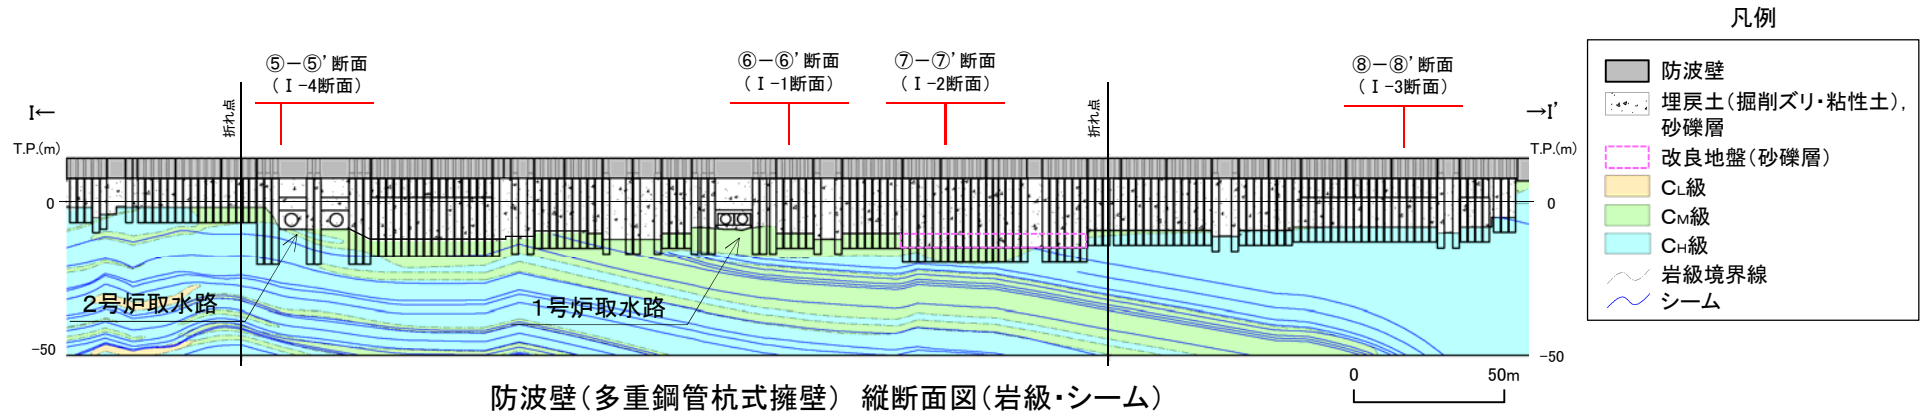 凡例
⑤－⑤’断面
（Ⅰ-4断面）
⑥－⑥’断面
（Ⅰ-1断面）
⑦－⑦’断面
（Ⅰ-2断面）
⑧－⑧’断面
（Ⅰ-3断面）
I←
→I’
折れ点
折れ点
T.P.(m)
T.P.(m)
0
0
-50
-50
2号炉取水路
1号炉取水路
防波壁
埋戻土（掘削ズリ・粘性土）,
砂礫層
改良地盤（砂礫層）
CL級
CM級
CH級
岩級境界線
シーム
0 50m
防波壁（多重鋼管杭式擁壁） 縦断面図（岩級・シーム）